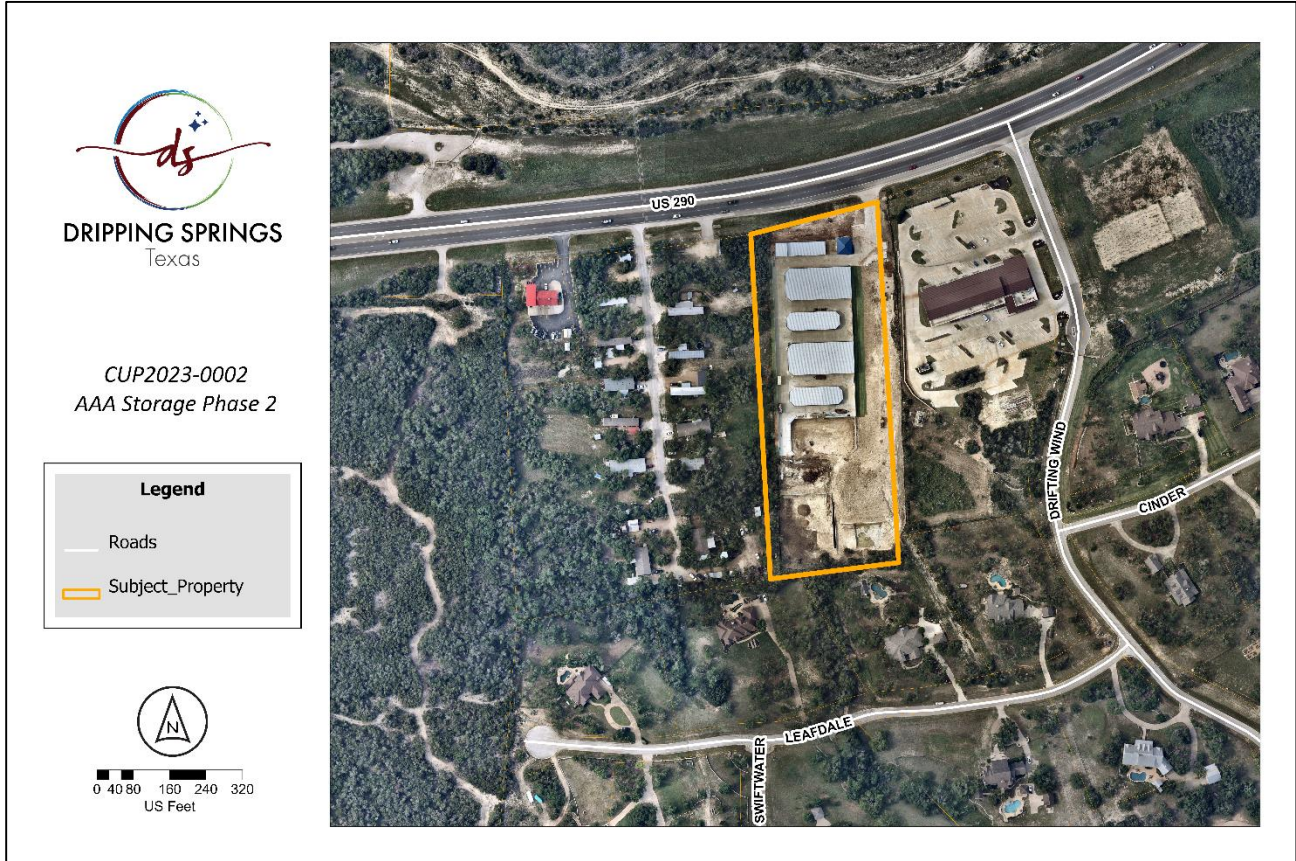 ds
DRIPPING SPRINGS
Texas
CUP2023-0002
AAA Storage Phase 2
Legend
Roads
Subject_Property
N
0 40 80 160 240 320
US Feet
US 290
DRIFTING WIND
CINDER
LEAFDALE
SWIFTWATER